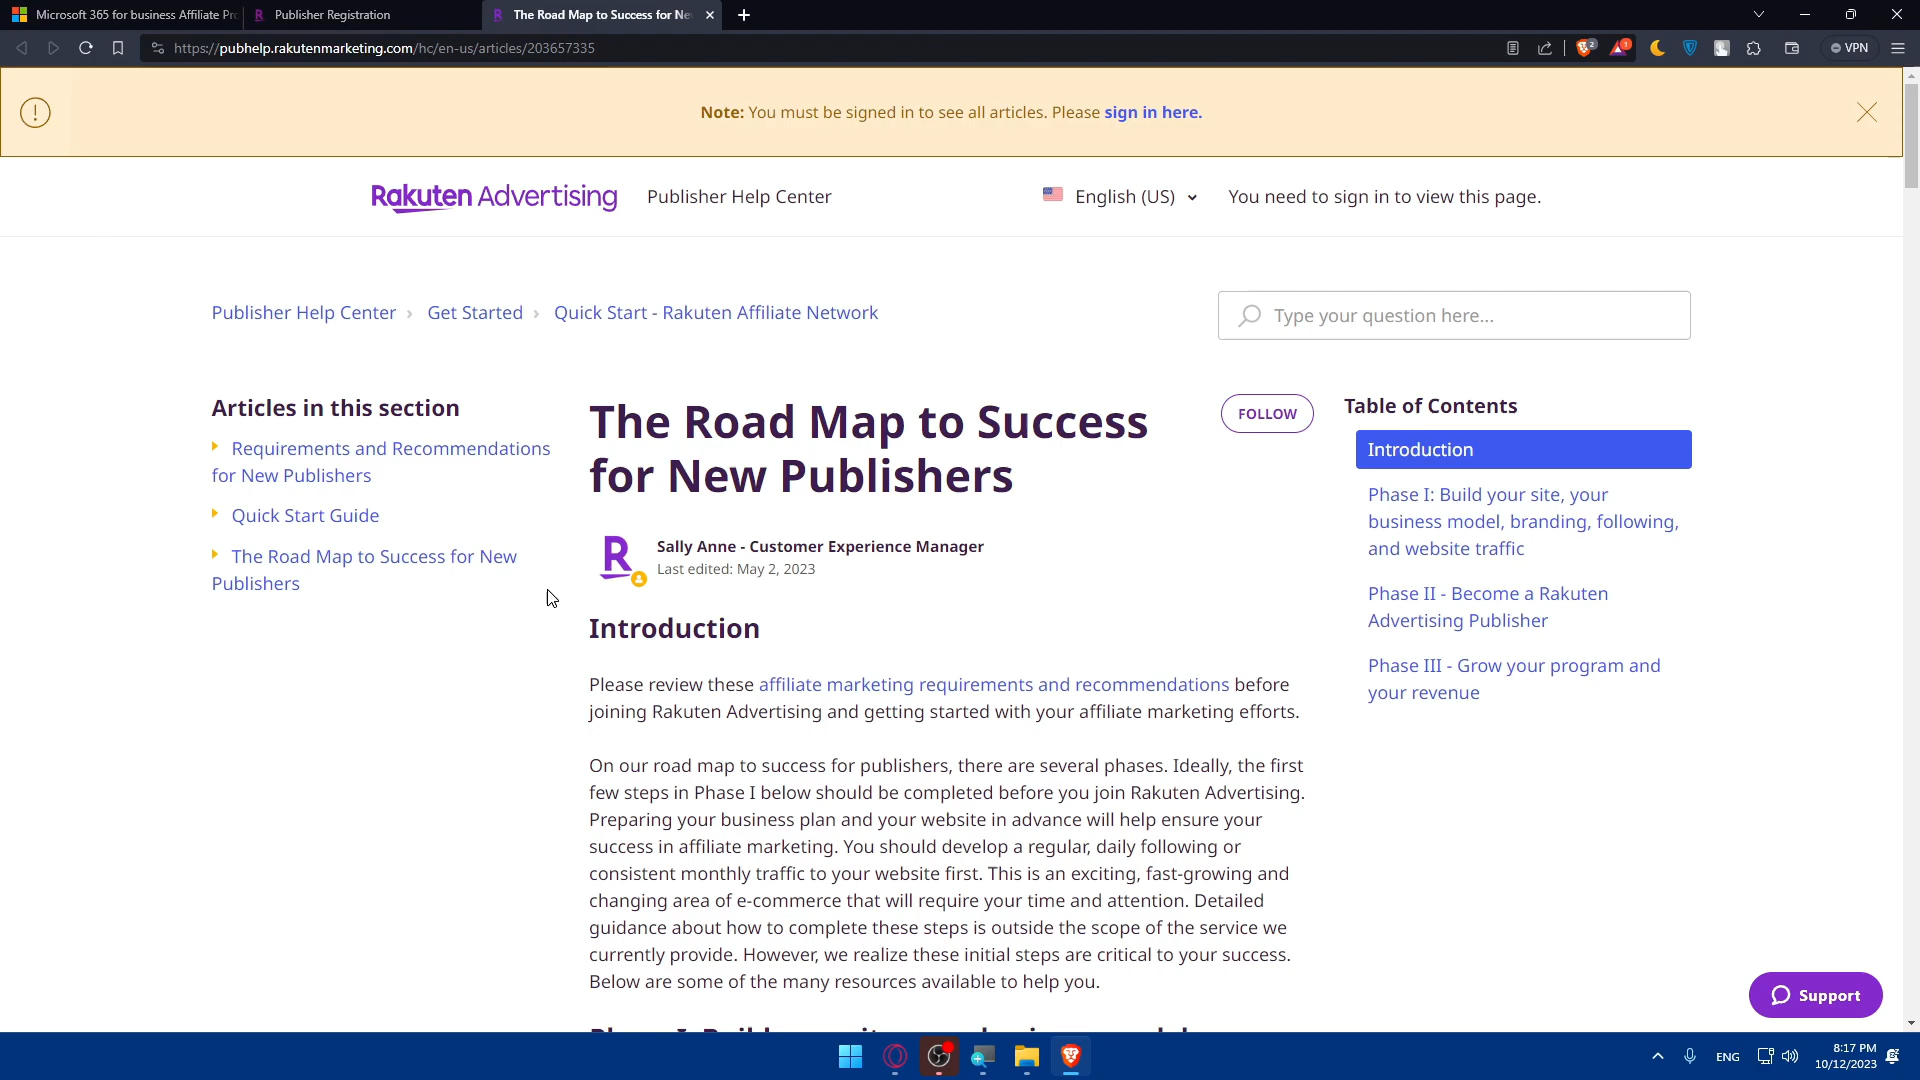 Microsoft 365 for business Affiliate Pr
Publisher Registration
The Road Map to Success for Ne
https://pubhelp.rakutenmarketing.com/hc/en-us/articles/203657335
2
1
VPN
Note: You must be signed in to see all articles. Please sign in here.
Rakuten Advertising
Publisher Help Center
English (US)
You need to sign in to view this page.
Publisher Help Center › Get Started › Quick Start - Rakuten Affiliate Network
Type your question here...
Articles in this section
Requirements and Recommendations
for New Publishers
Quick Start Guide
The Road Map to Success for New
Publishers
The Road Map to Success
for New Publishers
FOLLOW
R
Sally Anne - Customer Experience Manager
Last edited: May 2, 2023
Introduction
Please review these affiliate marketing requirements and recommendations before
joining Rakuten Advertising and getting started with your affiliate marketing efforts.
On our road map to success for publishers, there are several phases. Ideally, the first
few steps in Phase I below should be completed before you join Rakuten Advertising.
Preparing your business plan and your website in advance will help ensure your
success in affiliate marketing. You should develop a regular, daily following or
consistent monthly traffic to your website first. This is an exciting, fast-growing and
changing area of e-commerce that will require your time and attention. Detailed
guidance about how to complete these steps is outside the scope of the service we
currently provide. However, we realize these initial steps are critical to your success.
Below are some of the many resources available to help you.
Table of Contents
Introduction
Phase I: Build your site, your
business model, branding, following,
and website traffic
Phase II - Become a Rakuten
Advertising Publisher
Phase III - Grow your program and
your revenue
Support
ENG
8:17 PM
10/12/2023